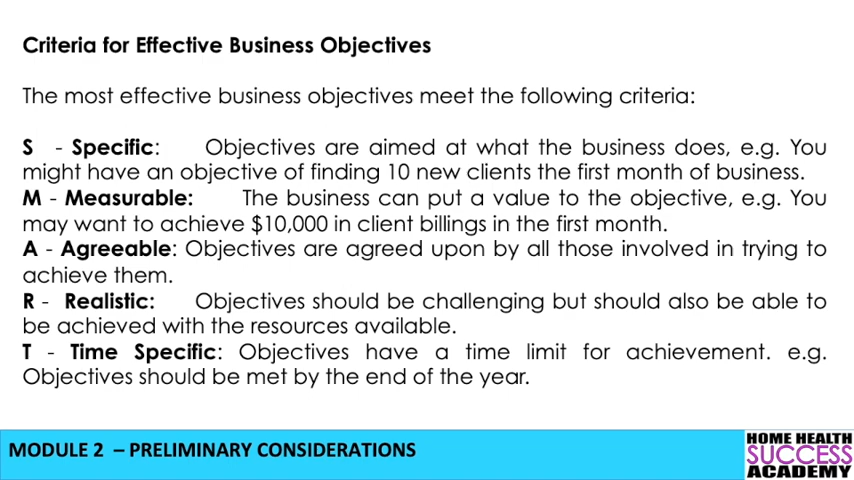 Criteria for Effective Business Objectives
The most effective business objectives meet the following criteria:
S - Specific: Objectives are aimed at what the business does, e.g. You
might have an objective of finding 10 new clients the first month of business.
M - Measurable: The business can put a value to the objective, e.g. You
may want to achieve $10,000 in client billings in the first month.
A - Agreeable: Objectives are agreed upon by all those involved in trying to
achieve them.
R - Realistic: Objectives should be challenging but should also be able to
be achieved with the resources available.
T - Time Specific: Objectives have a time limit for achievement. e.g.
Objectives should be met by the end of the year.
MODULE 2 – PRELIMINARY CONSIDERATIONS
HOME HEALTH
SUCCESS
ACADEMY